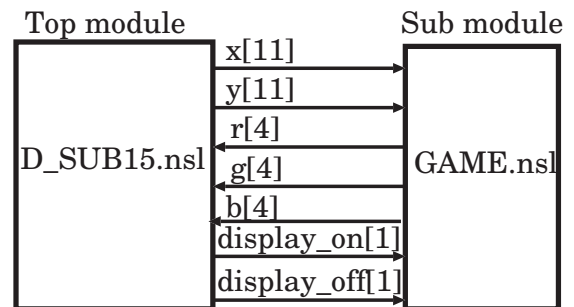 Top module
Sub module
x[11]
y[11]
r[4]
D_SUB15.nsl
g[4]
GAME.nsl
b[4]
display_on[1]
display_off[1]